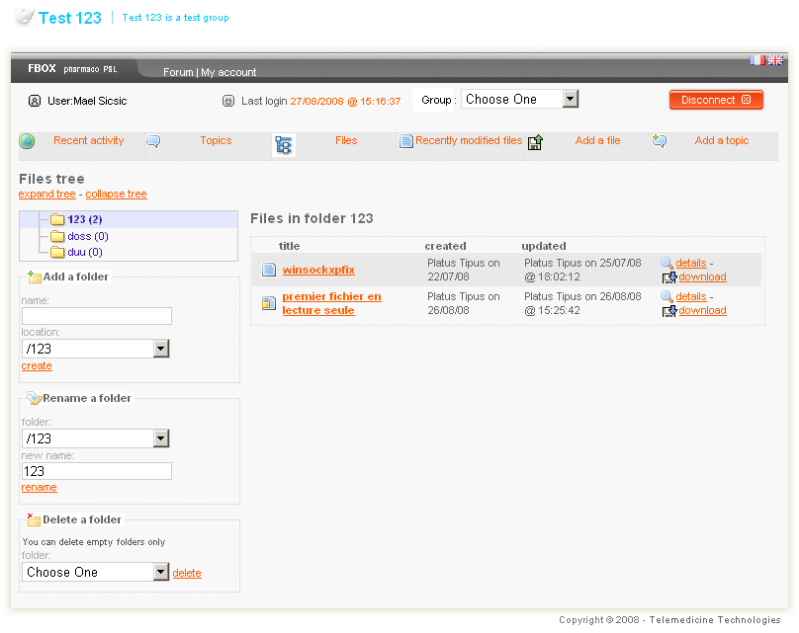 Test 123 Test 123 is a test group
FBOX pharmaco PSL Forum | My account
User:Mael Sicsic Last login 27/08/2008 @ 15:16:37 Group : Choose One Disconnect
Recent activity Topics Files Recently modified files Add a file Add a topic
Files tree
expand tree - collapse tree
123 (2)
doss (0)
duu (0)
Add a folder
name:
location:
/123
create
Rename a folder
folder:
/123
new name:
123
rename
Delete a folder
You can delete empty folders only
folder:
Choose One delete
Files in folder 123
title created updated
winsockxpfix Platus Tipus on 22/07/08 Platus Tipus on 25/07/08 @ 18:02:12 details - download
premier fichier en lecture seule Platus Tipus on 26/08/08 Platus Tipus on 26/08/08 @ 15:25:42 details - download
Copyright © 2008 - Telemedicine Technologies